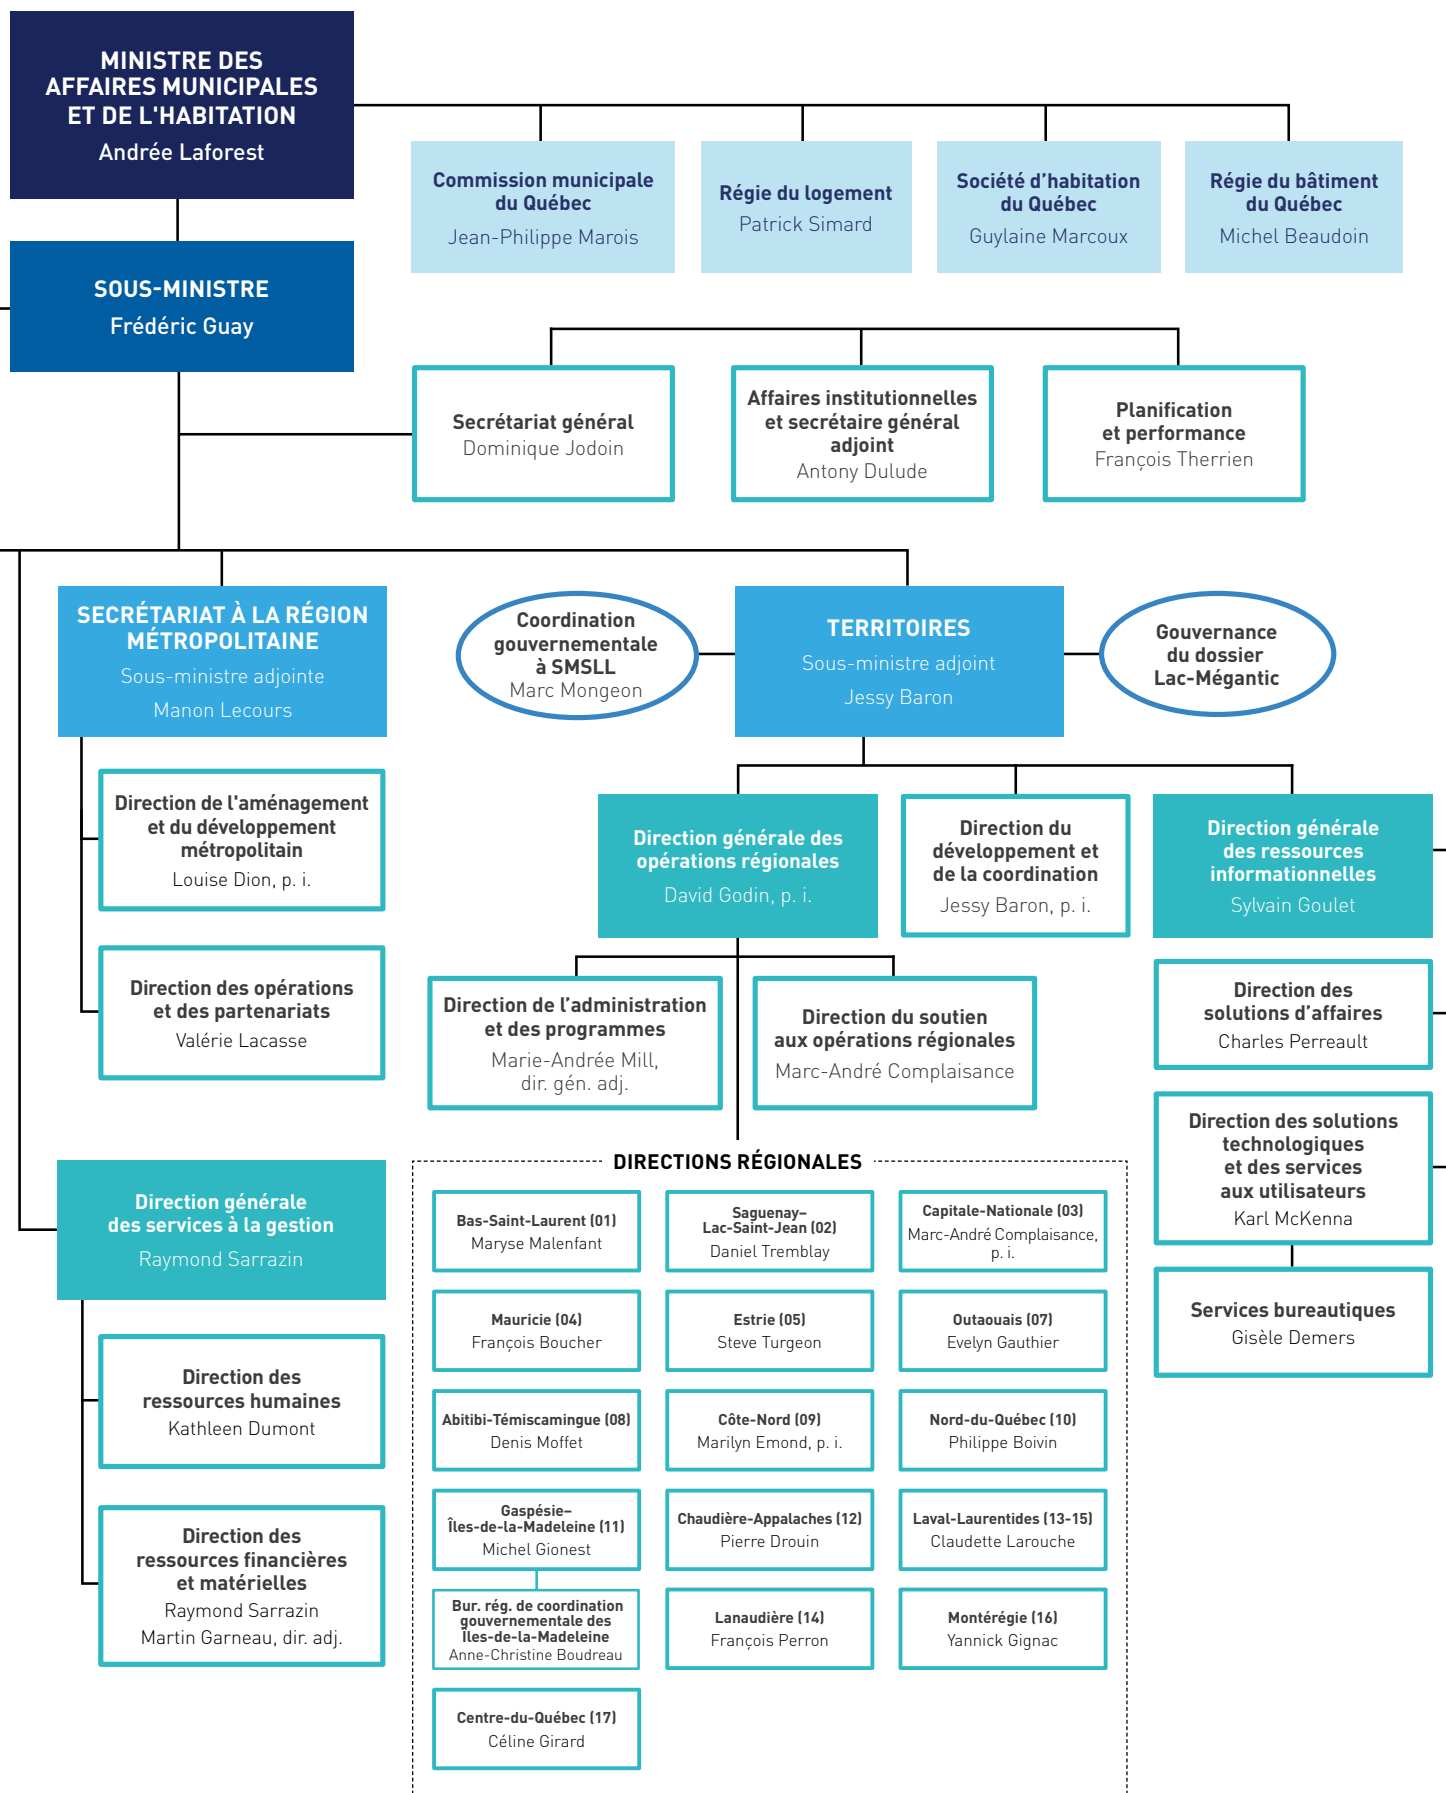 MINISTRE DES
AFFAIRES MUNICIPALES
ET DE L'HABITATION
Andrée Laforest
Commission municipale
du Québec
Jean-Philippe Marois
Régie du logement
Patrick Simard
Société d’habitation
du Québec
Guylaine Marcoux
Régie du bâtiment
du Québec
Michel Beaudoin
SOUS-MINISTRE
Frédéric Guay
Secrétariat général
Dominique Jodoin
Affaires institutionnelles
et secrétaire général
adjoint
Antony Dulude
Planification
et performance
François Therrien
SECRÉTARIAT À LA RÉGION
MÉTROPOLITAINE
Sous-ministre adjointe
Manon Lecours
Coordination
gouvernementale
à SMSLL
Marc Mongeon
TERRITOIRES
Sous-ministre adjoint
Jessy Baron
Gouvernance
du dossier
Lac-Mégantic
Direction de l'aménagement
et du développement
métropolitain
Louise Dion, p. i.
Direction des opérations
et des partenariats
Valérie Lacasse
Direction générale des
opérations régionales
David Godin, p. i.
Direction du
développement et
de la coordination
Jessy Baron, p. i.
Direction générale
des ressources
informationnelles
Sylvain Goulet
Direction de l’administration
et des programmes
Marie-Andrée Mill,
dir. gén. adj.
Direction du soutien
aux opérations régionales
Marc-André Complaisance
Direction des
solutions d’affaires
Charles Perreault
Direction des solutions
technologiques
et des services
aux utilisateurs
Karl McKenna
Services bureautiques
Gisèle Demers
Direction générale
des services à la gestion
Raymond Sarrazin
Direction des
ressources humaines
Kathleen Dumont
Direction des
ressources financières
et matérielles
Raymond Sarrazin
Martin Garneau, dir. adj.
DIRECTIONS RÉGIONALES
Bas-Saint-Laurent (01)
Maryse Malenfant
Saguenay–
Lac-Saint-Jean (02)
Daniel Tremblay
Capitale-Nationale (03)
Marc-André Complaisance,
p. i.
Mauricie (04)
François Boucher
Estrie (05)
Steve Turgeon
Outaouais (07)
Evelyn Gauthier
Abitibi-Témiscamingue (08)
Denis Moffet
Côte-Nord (09)
Marilyn Emond, p. i.
Nord-du-Québec (10)
Philippe Boivin
Gaspésie–
Îles-de-la-Madeleine (11)
Michel Gionest
Chaudière-Appalaches (12)
Pierre Drouin
Laval-Laurentides (13-15)
Claudette Larouche
Bur. rég. de coordination
gouvernementale des
Îles-de-la-Madeleine
Anne-Christine Boudreau
Lanaudière (14)
François Perron
Montérégie (16)
Yannick Gignac
Centre-du-Québec (17)
Céline Girard